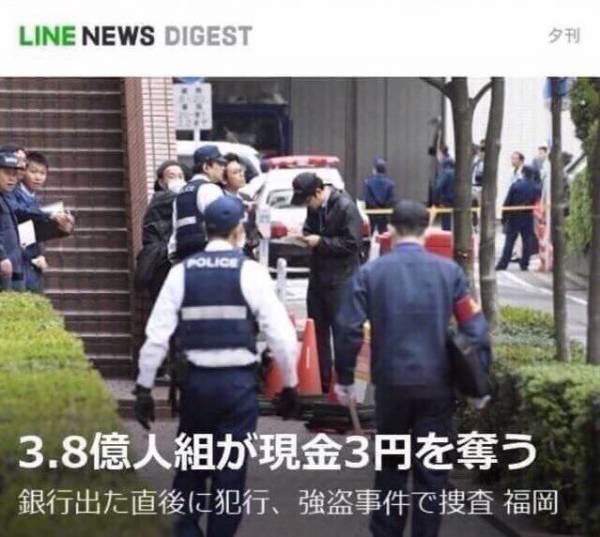 LINE NEWS DIGEST
夕刊
POLICE
3.8億人組が現金3円を奪う
銀行出た直後に犯行、強盗事件で捜査 福岡